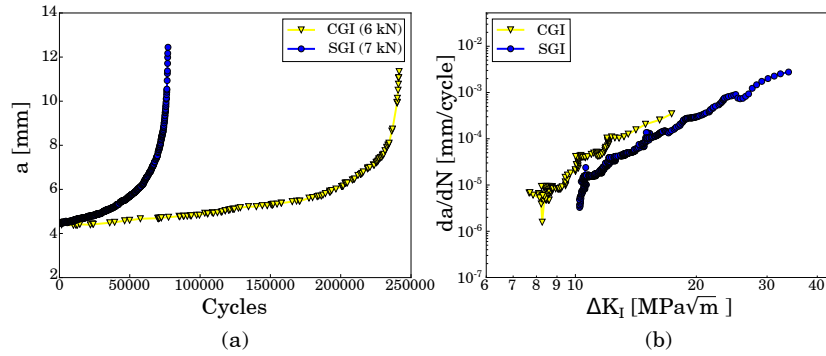 14
12
10
8
6
4
2
a [mm]
CGI (6 kN)
SGI (7 kN)
0
50000
100000
150000
200000
250000
Cycles
(a)
10⁻²
10⁻³
10⁻⁴
10⁻⁵
10⁻⁶
10⁻⁷
da/dN [mm/cycle]
CGI
SGI
6
7
8
9
10
20
30
40
ΔK_I [MPa√m ]
(b)